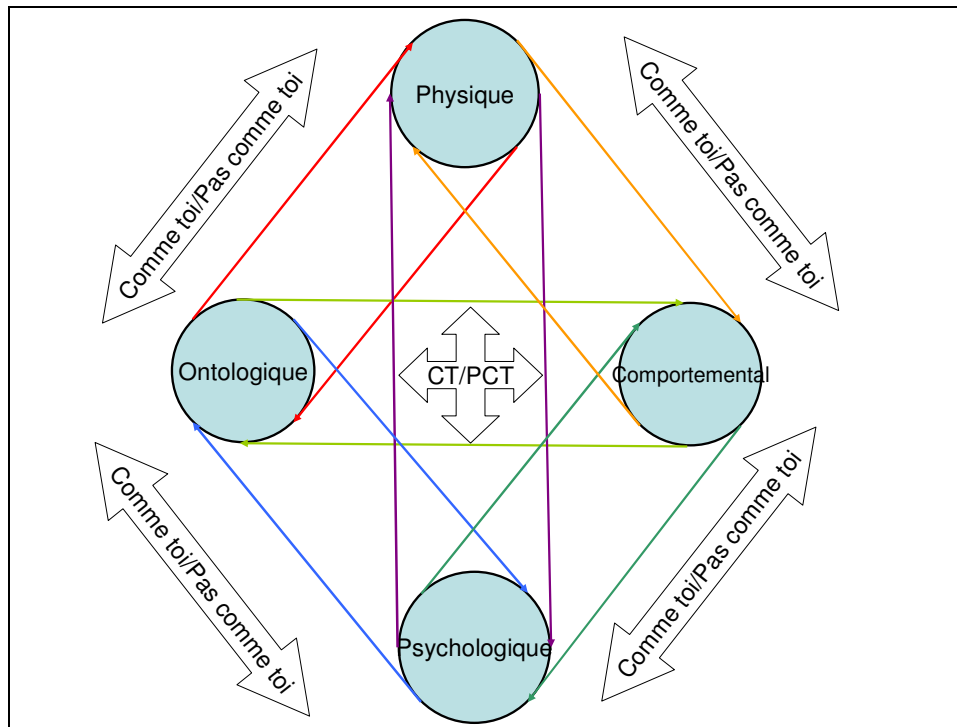 Physique
Comme toi/Pas comme toi
Comme toi/Pas comme toi
Ontologique
CT/PCT
Comportemental
Comme toi/Pas comme toi
Comme toi/Pas comme toi
Psychologique